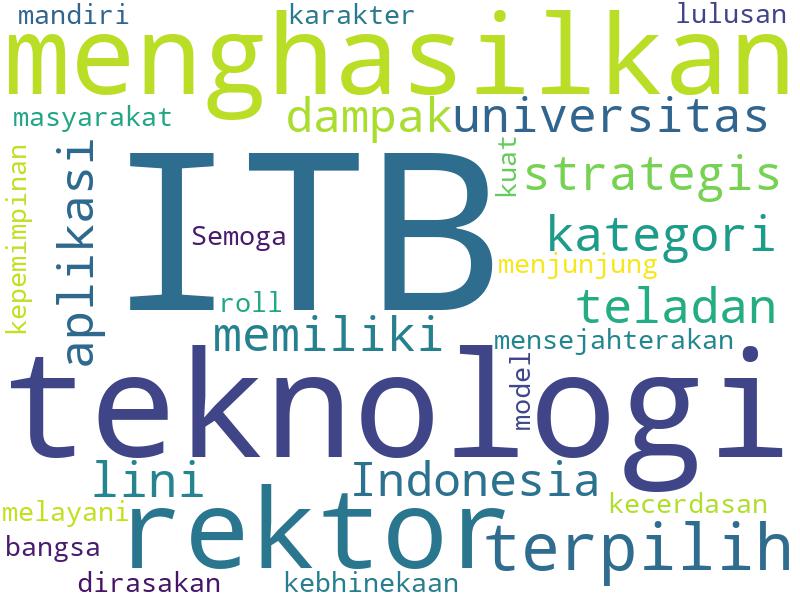 mandiri
karakter
lulusan
menghasilkan
masyarakat
dampak
universitas
kepemimpinan
aplikasi
ITB
kuat
strategis
Semoga
kategori
menjunjung
roll
teladan
memiliki
mensejahterakan
teknologi
model
lini
Indonesia
melayani
rektor
kecerdasan
bangsa
terpilih
dirasakan
kebhinekaan